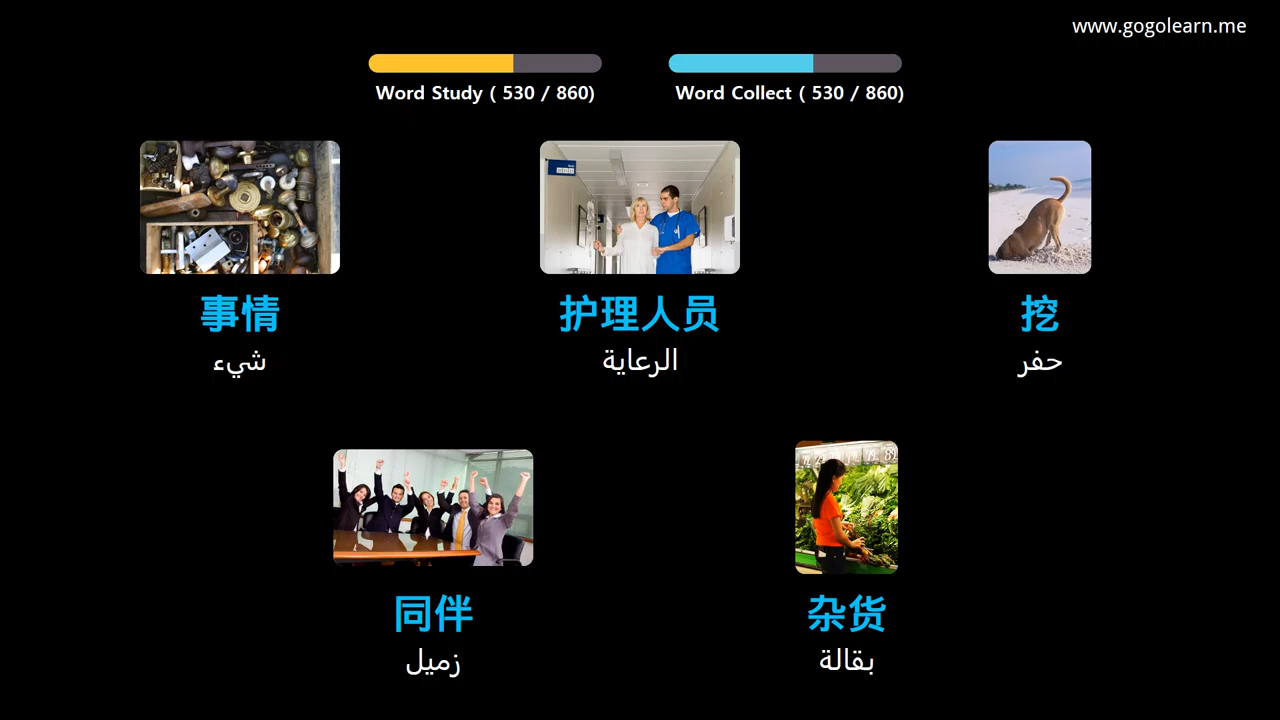 www.gogolearn.me
Word Study ( 530 / 860)
Word Collect ( 530 / 860)
事情
شيء
护理人员
الرعاية
挖
حفر
同伴
زميل
杂货
بقالة